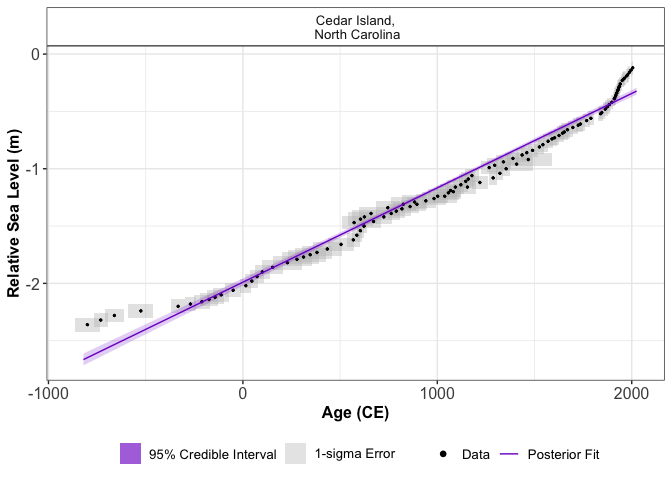 Cedar Island,
North Carolina
0
-1
-2
Relative Sea Level (m)
-1000 0 1000 2000
Age (CE)
95% Credible Interval 1-sigma Error Data Posterior Fit